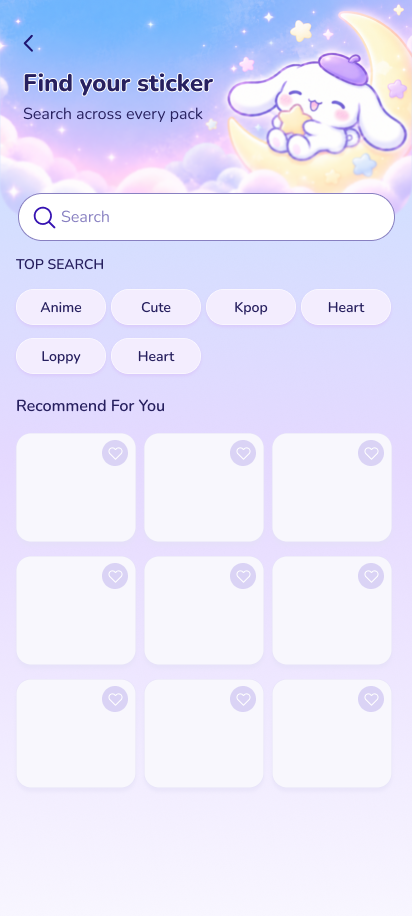 Find your sticker
Search across every pack
Search
TOP SEARCH
Anime Cute Kpop Heart
Loppy Heart
Recommend For You